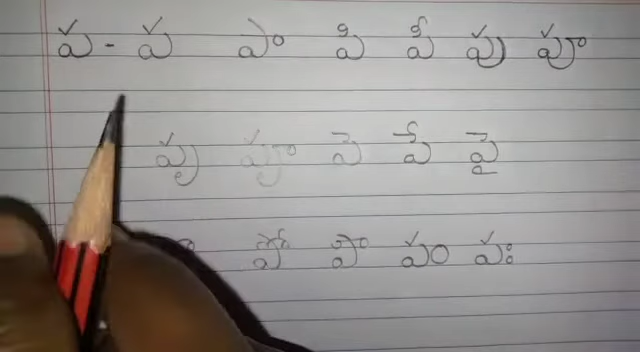 ప - ప పా పి పీ పు పూ
పృ పౄ పె పే పై
పో పౌ పం పః